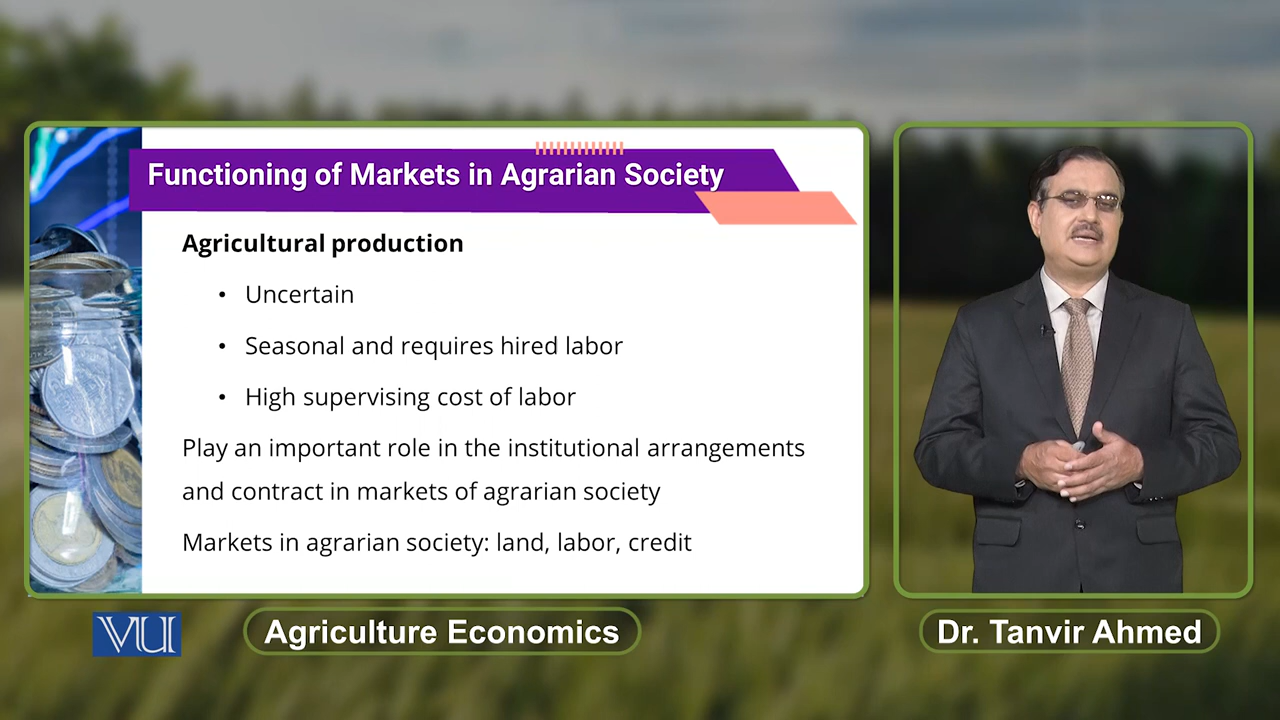 Functioning of Markets in Agrarian Society
Agricultural production
• Uncertain
• Seasonal and requires hired labor
• High supervising cost of labor
Play an important role in the institutional arrangements
and contract in markets of agrarian society
Markets in agrarian society: land, labor, credit
VU
Agriculture Economics
Dr. Tanvir Ahmed